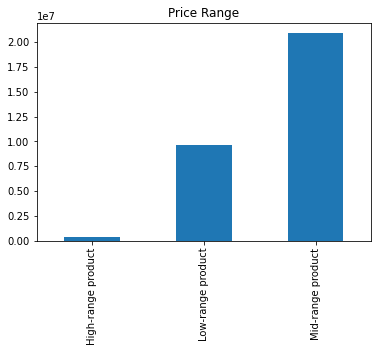 Price Range
1e7
2.00
1.75
1.50
1.25
1.00
0.75
0.50
0.25
0.00
High-range product
Low-range product
Mid-range product